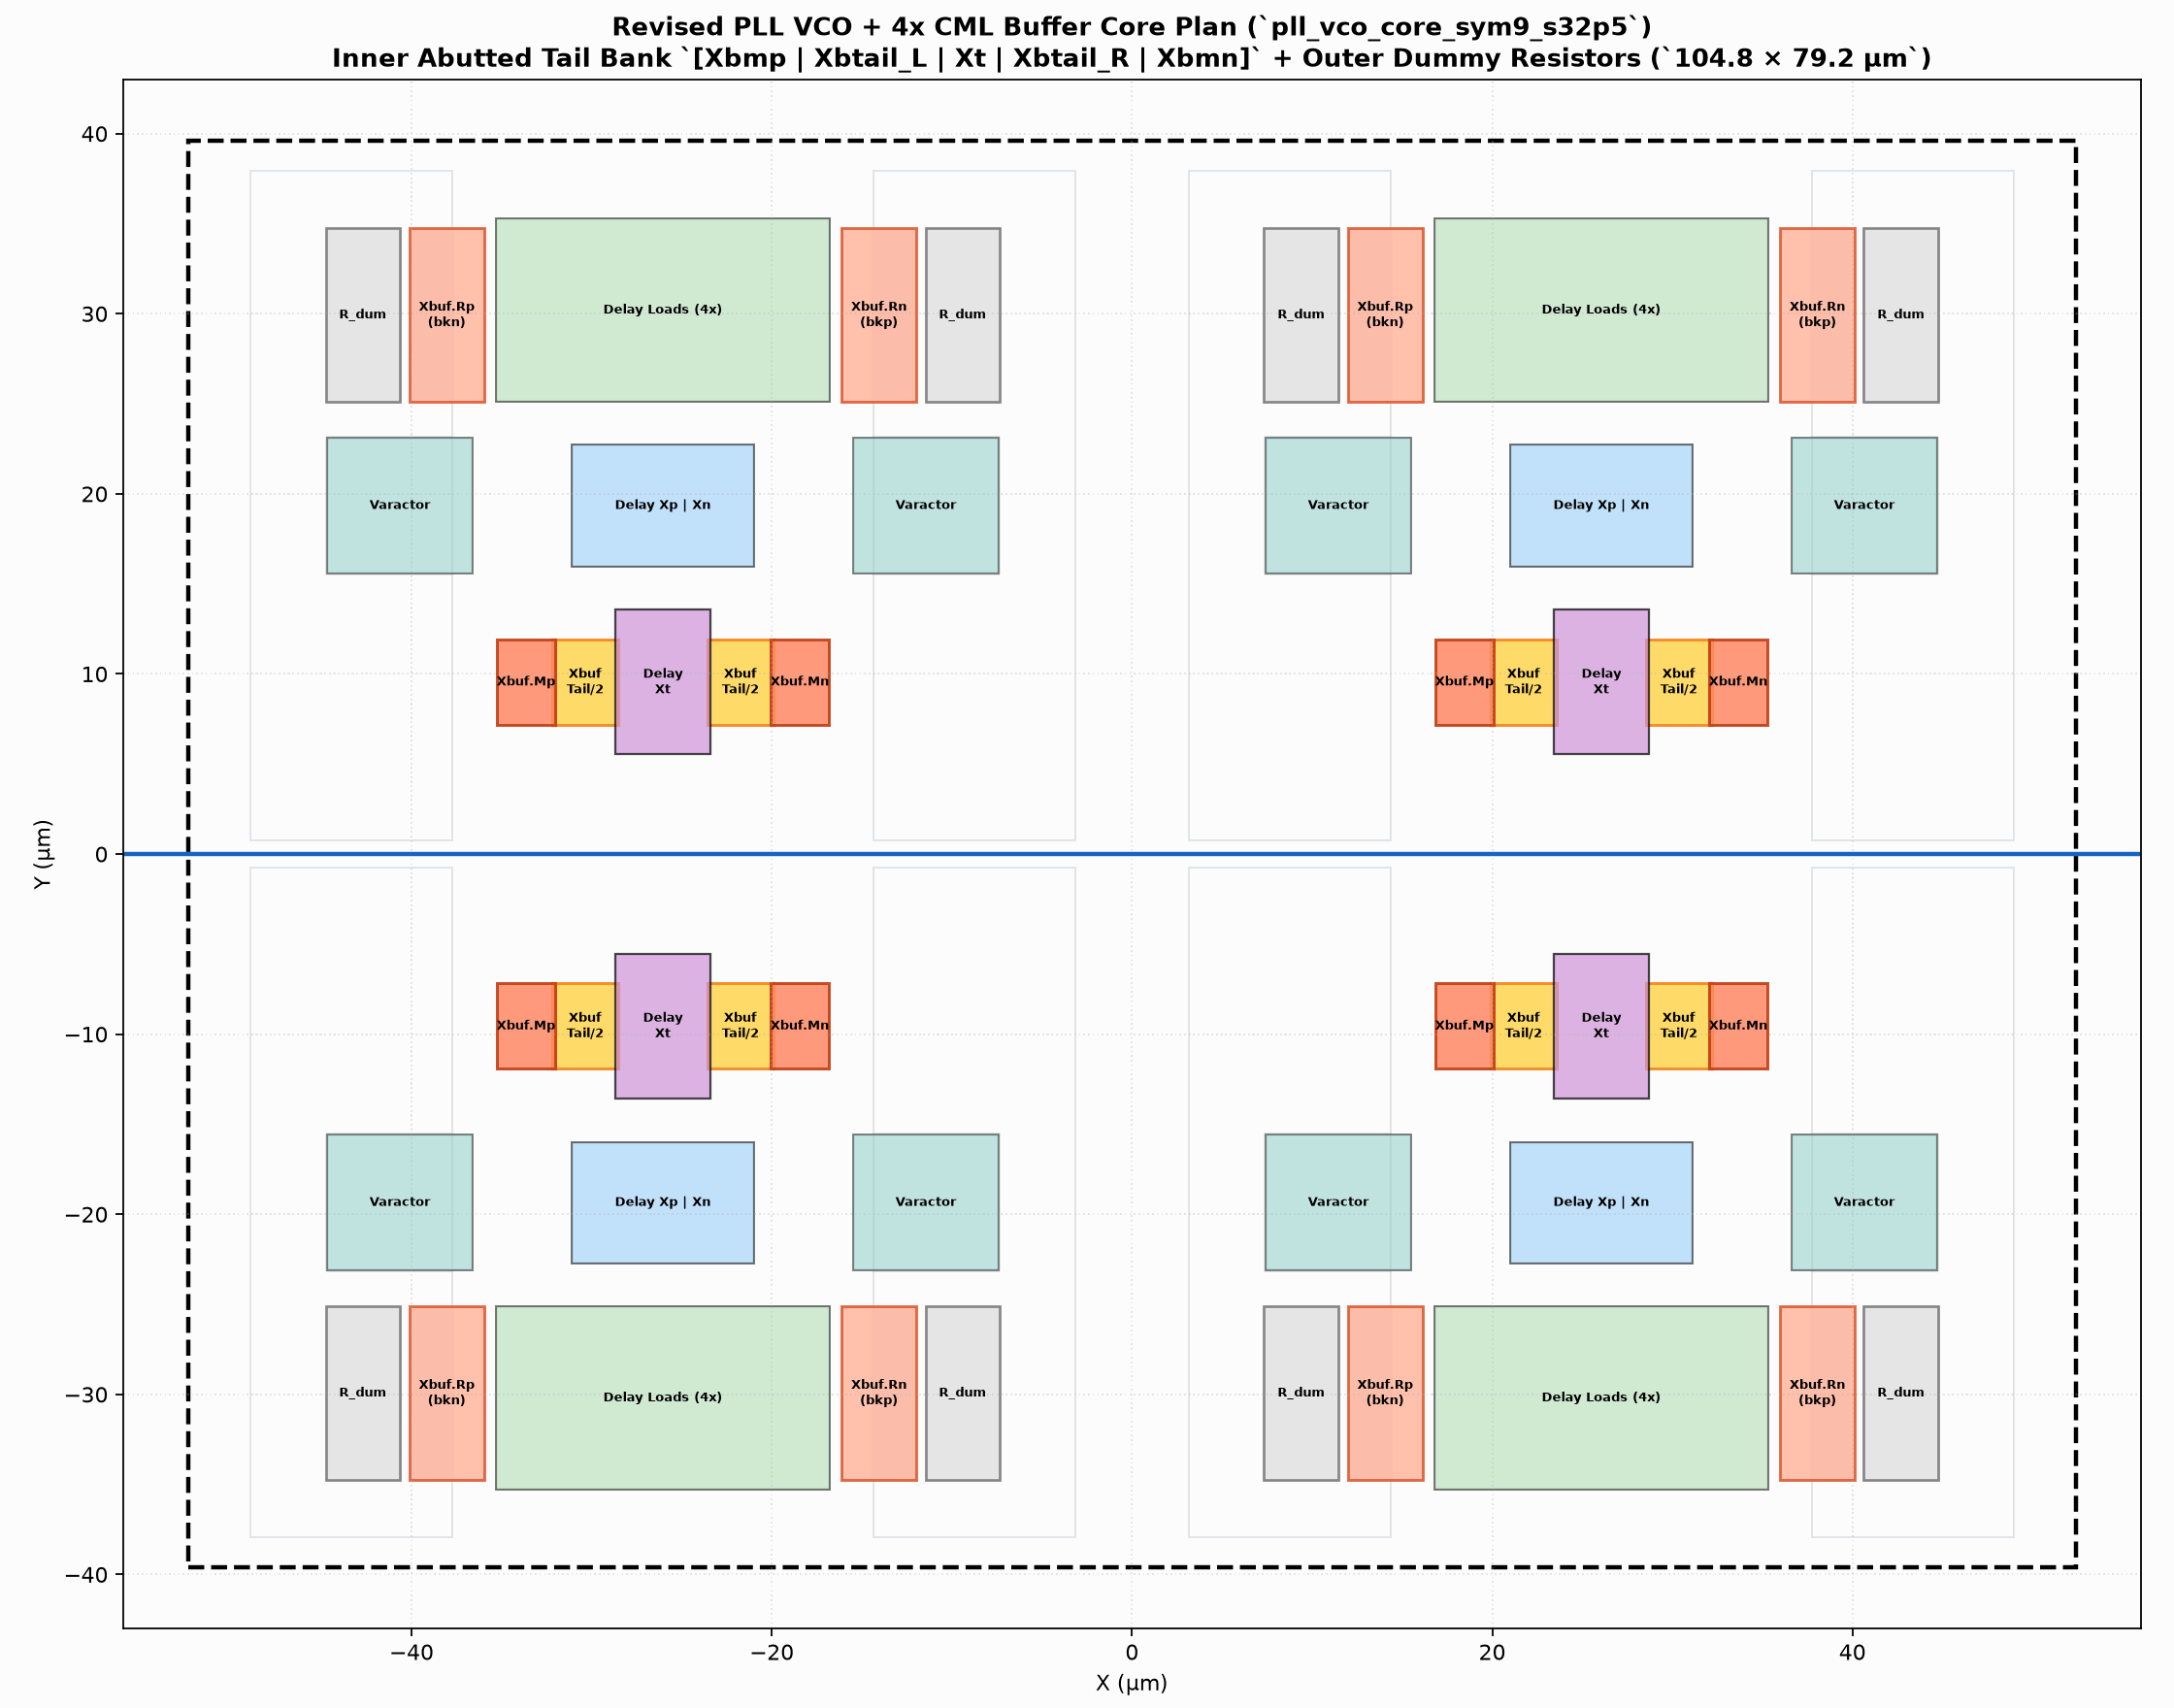 Revised PLL VCO + 4x CML Buffer Core Plan (`pll_vco_core_sym9_s32p5`)
Inner Abutted Tail Bank `[Xbmp | Xbtail_L | Xt | Xbtail_R | Xbmn]` + Outer Dummy Resistors (`104.8 × 79.2 μm`)
40
30
20
10
0
−10
−20
−30
−40
Y (μm)
R_dum
Xbuf.Rp
(bkn)
Delay Loads (4x)
Xbuf.Rn
(bkp)
R_dum
R_dum
Xbuf.Rp
(bkn)
Delay Loads (4x)
Xbuf.Rn
(bkp)
R_dum
Varactor
Delay Xp | Xn
Varactor
Varactor
Delay Xp | Xn
Varactor
Xbuf.Mp
Xbuf
Tail/2
Delay
Xt
Xbuf
Tail/2
Xbuf.Mn
Xbuf.Mp
Xbuf
Tail/2
Delay
Xt
Xbuf
Tail/2
Xbuf.Mn
Xbuf.Mp
Xbuf
Tail/2
Delay
Xt
Xbuf
Tail/2
Xbuf.Mn
Xbuf.Mp
Xbuf
Tail/2
Delay
Xt
Xbuf
Tail/2
Xbuf.Mn
Varactor
Delay Xp | Xn
Varactor
Varactor
Delay Xp | Xn
Varactor
R_dum
Xbuf.Rp
(bkn)
Delay Loads (4x)
Xbuf.Rn
(bkp)
R_dum
R_dum
Xbuf.Rp
(bkn)
Delay Loads (4x)
Xbuf.Rn
(bkp)
R_dum
−40
−20
0
20
40
X (μm)